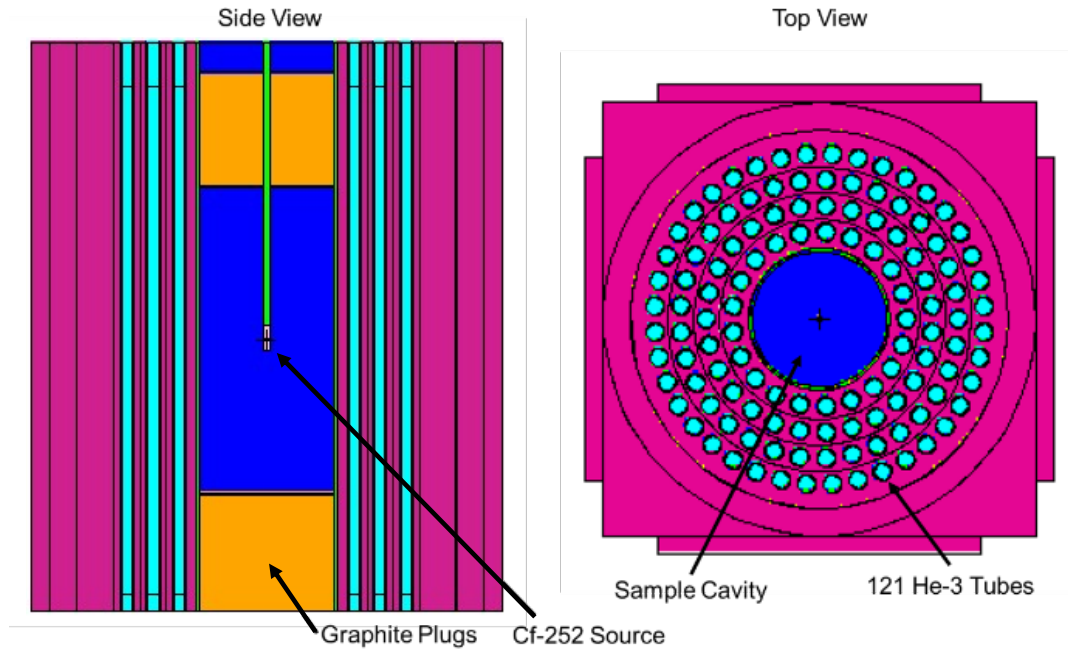 Side View
Top View
Sample Cavity
121 He-3 Tubes
Graphite Plugs
Cf-252 Source